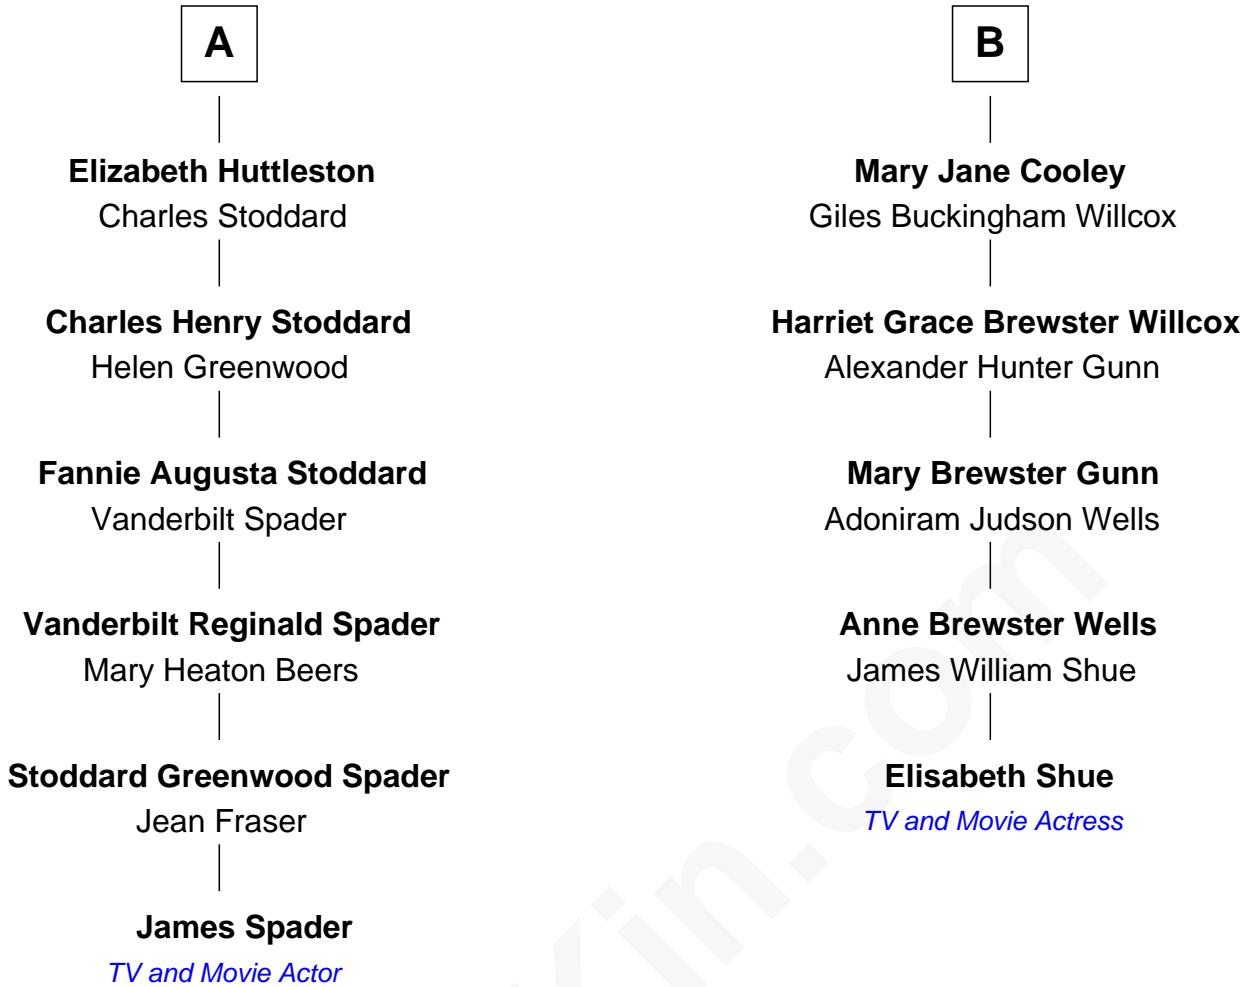 A
Elizabeth Huttleston
Charles Stoddard
Charles Henry Stoddard
Helen Greenwood
Fannie Augusta Stoddard
Vanderbilt Spader
Vanderbilt Reginald Spader
Mary Heaton Beers
Stoddard Greenwood Spader
Jean Fraser
James Spader
TV and Movie Actor
B
Mary Jane Cooley
Giles Buckingham Willcox
Harriet Grace Brewster Willcox
Alexander Hunter Gunn
Mary Brewster Gunn
Adoniram Judson Wells
Anne Brewster Wells
James William Shue
Elisabeth Shue
TV and Movie Actress
Kin.com